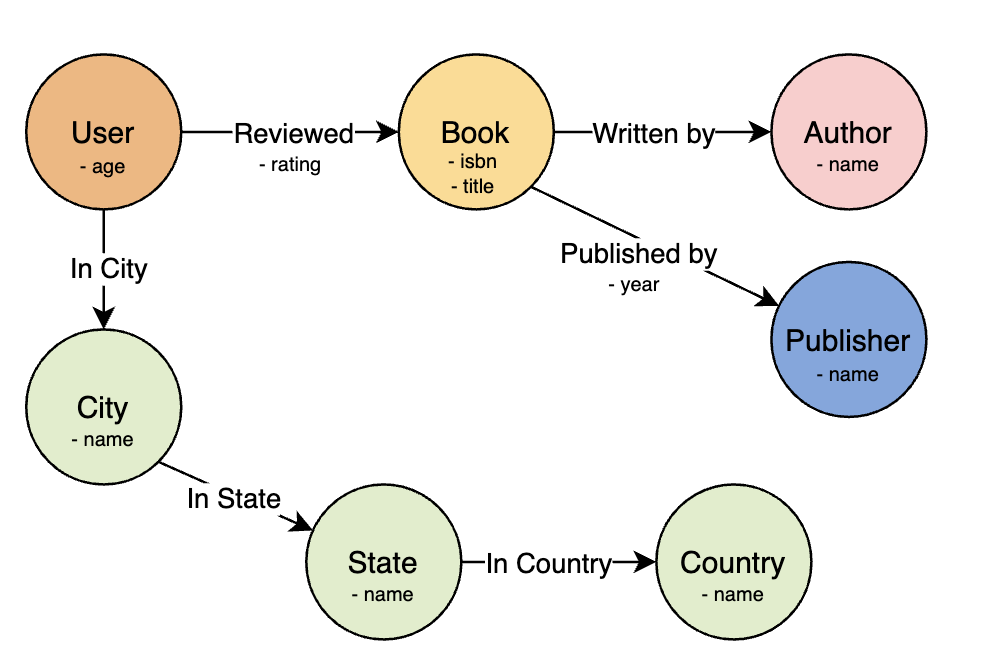 User
- age
Reviewed
- rating
Book
- isbn
- title
Written by
Author
- name
In City
Published by
- year
Publisher
- name
City
- name
In State
State
- name
In Country
Country
- name